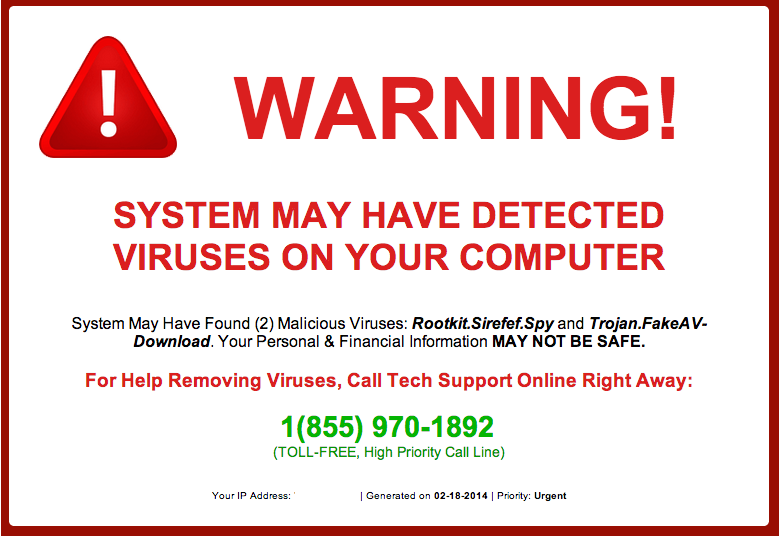 WARNING!
SYSTEM MAY HAVE DETECTED
VIRUSES ON YOUR COMPUTER
System May Have Found (2) Malicious Viruses: Rootkit.Sirefef.Spy and Trojan.FakeAV-
Download. Your Personal & Financial Information MAY NOT BE SAFE.
For Help Removing Viruses, Call Tech Support Online Right Away:
1(855) 970-1892
(TOLL-FREE, High Priority Call Line)
Your IP Address: | Generated on 02-18-2014 | Priority: Urgent